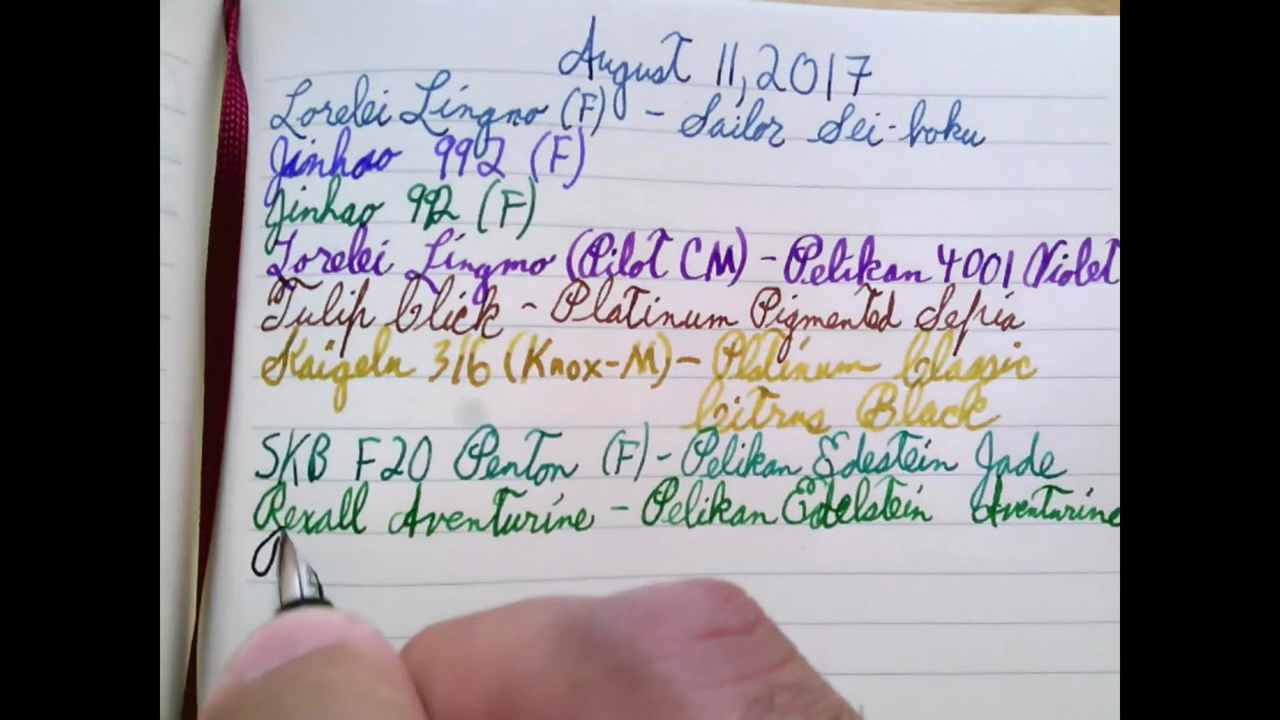 August 11, 2017
Lorelei Lingmo (F) - Sailor Sei-boku
Jinhao 992 (F)
Jinhao 992 (F)
Lorelei Lingmo (Pilot CM) - Pelikan 4001 Violet
Tulip Click - Platinum Pigmented Sepia
Kaigelu 316 (Knox-M) - Platinum Classic
Citrus Black
SKB F20 Penton (F) - Pelikan Edestein Jade
Rexall Aventurine - Pelikan Edelstein Aventurine